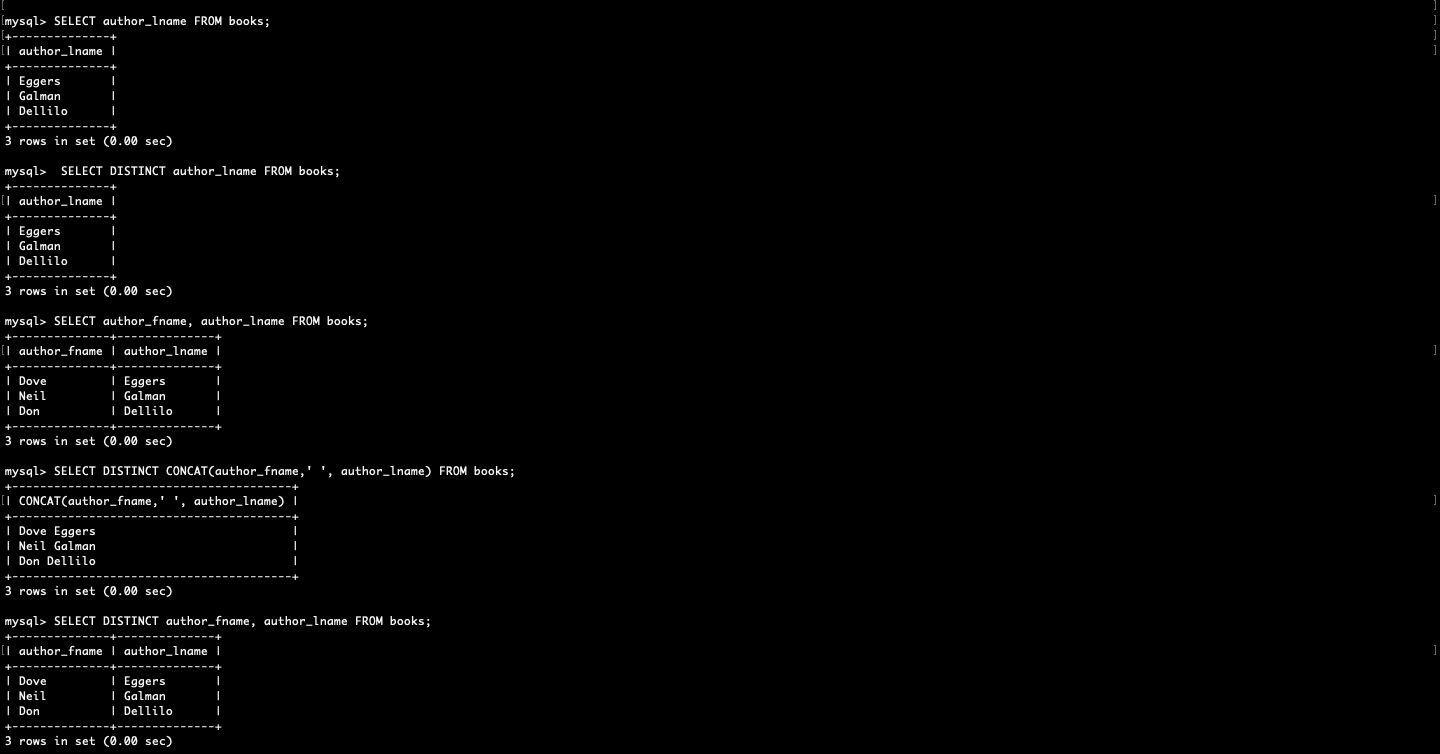 mysql> SELECT author_lname FROM books;
+--------------+
| author_lname |
+--------------+
| Eggers       |
| Galman       |
| Dellilo      |
+--------------+
3 rows in set (0.00 sec)

mysql>  SELECT DISTINCT author_lname FROM books;
+--------------+
| author_lname |
+--------------+
| Eggers       |
| Galman       |
| Dellilo      |
+--------------+
3 rows in set (0.00 sec)

mysql> SELECT author_fname, author_lname FROM books;
+--------------+--------------+
| author_fname | author_lname |
+--------------+--------------+
| Dove         | Eggers       |
| Neil         | Galman       |
| Don          | Dellilo      |
+--------------+--------------+
3 rows in set (0.00 sec)

mysql> SELECT DISTINCT CONCAT(author_fname,' ', author_lname) FROM books;
+----------------------------------------+
| CONCAT(author_fname,' ', author_lname) |
+----------------------------------------+
| Dove Eggers                            |
| Neil Galman                            |
| Don Dellilo                            |
+----------------------------------------+
3 rows in set (0.00 sec)

mysql> SELECT DISTINCT author_fname, author_lname FROM books;
+--------------+--------------+
| author_fname | author_lname |
+--------------+--------------+
| Dove         | Eggers       |
| Neil         | Galman       |
| Don          | Dellilo      |
+--------------+--------------+
3 rows in set (0.00 sec)